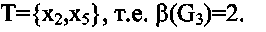 T={x₂,x₅}, т.е. β(G₃)=2.